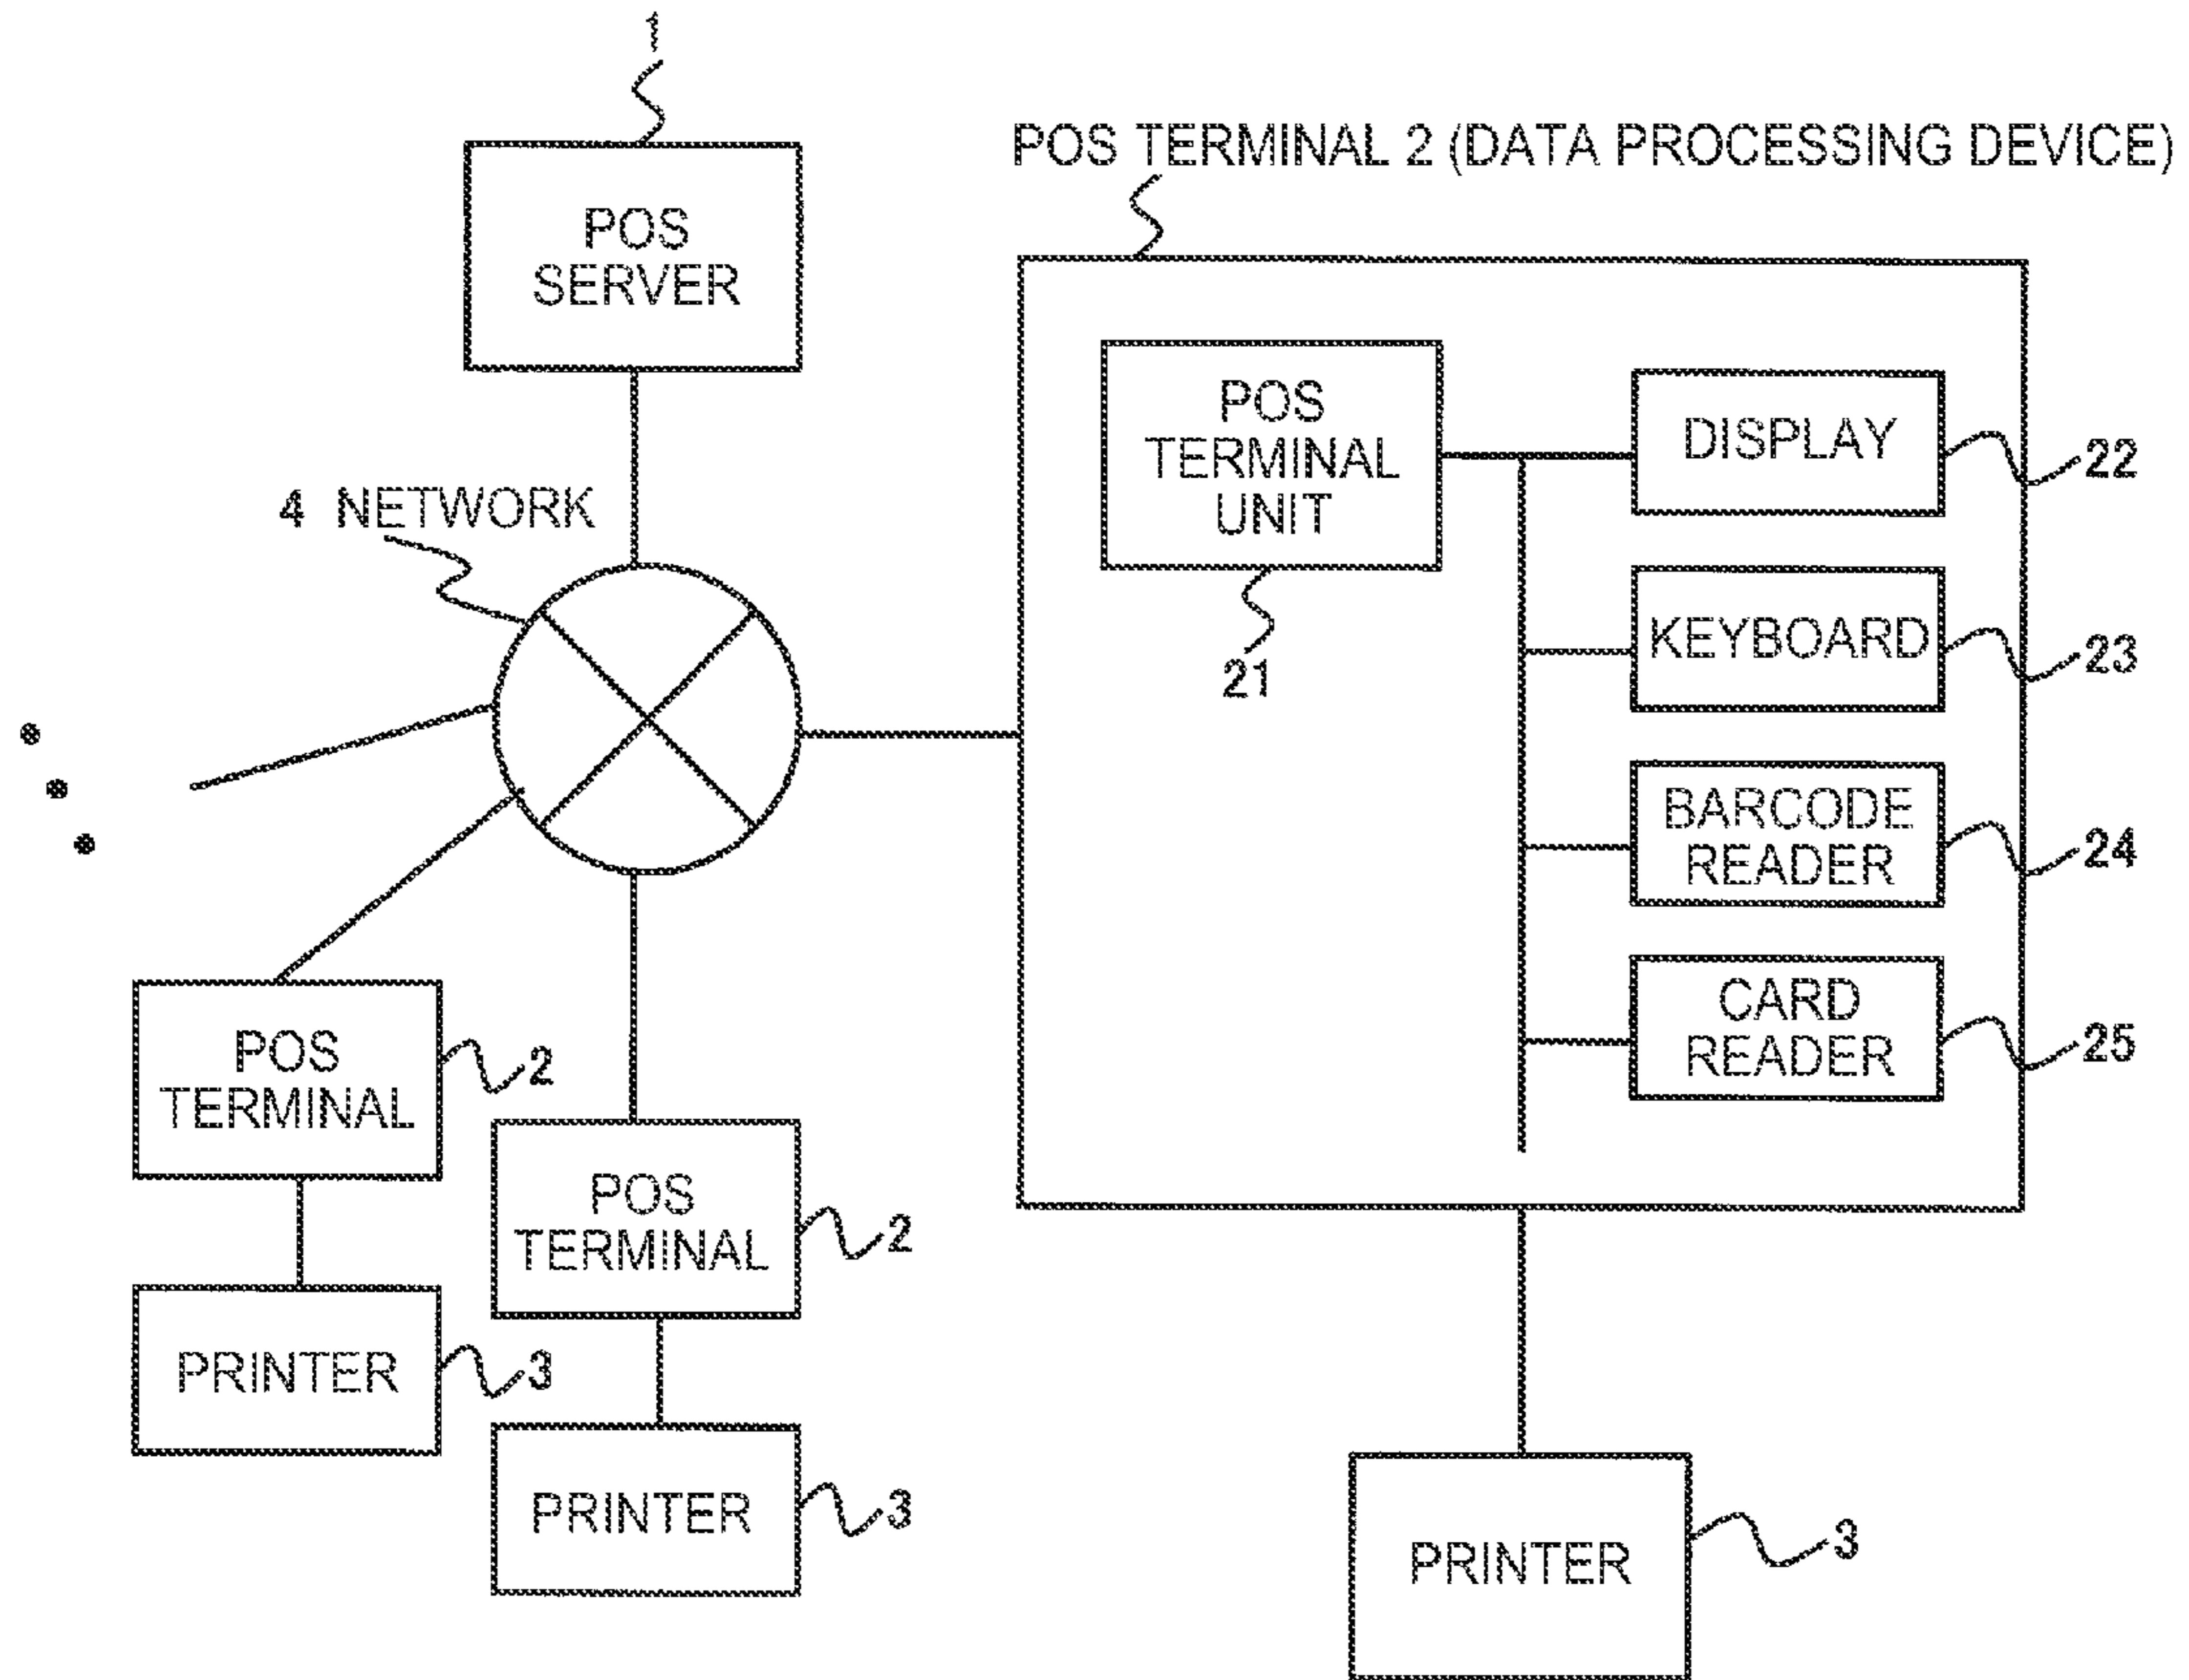 1
POS
SERVER
4 NETWORK
POS TERMINAL 2 (DATA PROCESSING DEVICE)
POS
TERMINAL
UNIT
21
DISPLAY
22
KEYBOARD
23
BARCODE
READER
24
CARD
READER
25
POS
TERMINAL
2
PRINTER
3
POS
TERMINAL
2
PRINTER
3
PRINTER
3